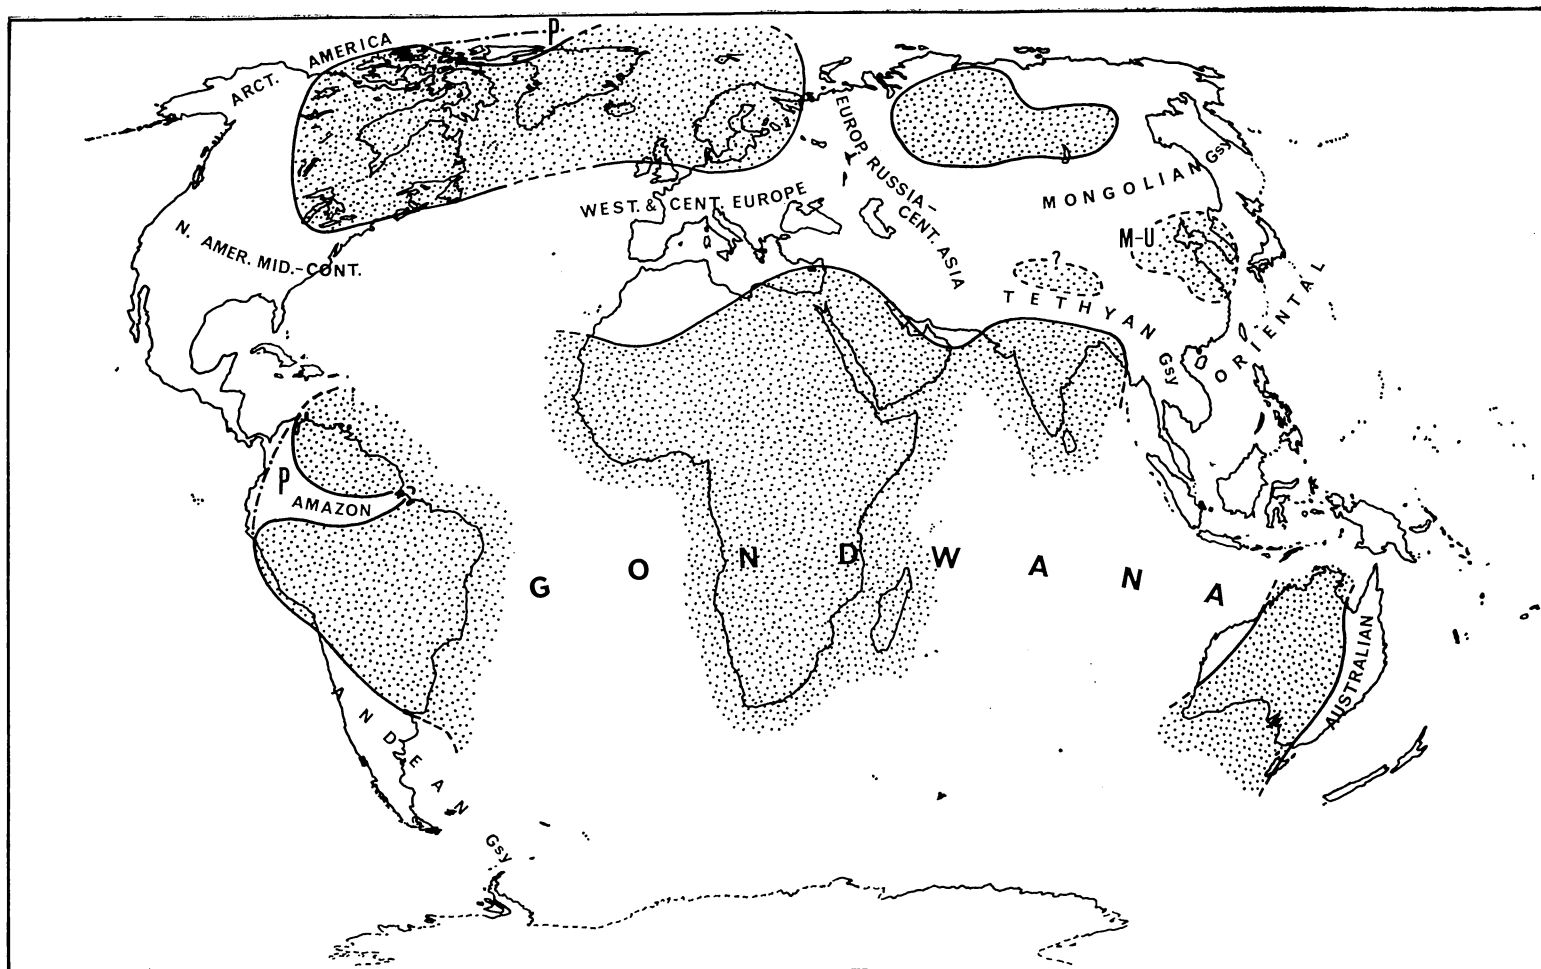 P
ARCT. AMERICA
EUROP. RUSSIA–
CENT. ASIA
MONGOLIAN Gsy
WEST. & CENT. EUROPE
N. AMER. MID.-CONT.
M-U
?
TETHYAN Gsy
ORIENTAL
P
AMAZON
GONDWANA
AUSTRALIAN
ANDEAN Gsy